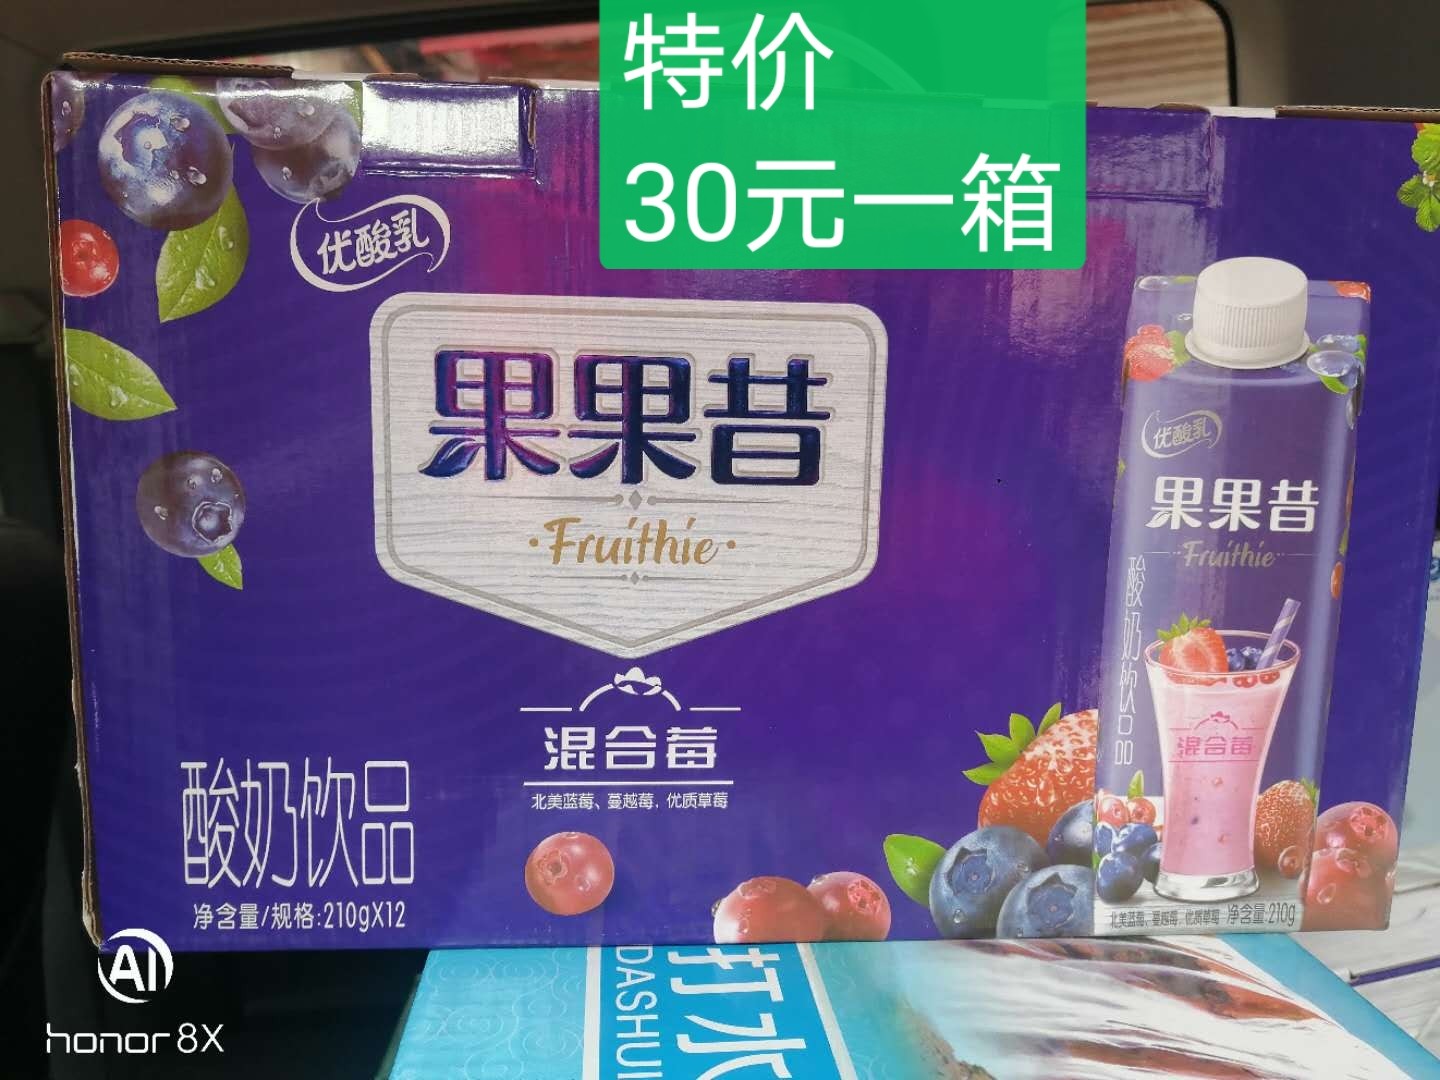 特价
30元一箱
优酸乳
果果昔
·Fruithie·
混合莓
北美蓝莓、蔓越莓, 优质草莓
酸奶饮品
净含量/规格:210gX12
优酸乳
果果昔
Fruithie
酸奶饮品
混合莓
北美蓝莓、蔓越莓, 优质草莓 净含量:210g
打水
DASHUI
AI
honor 8X